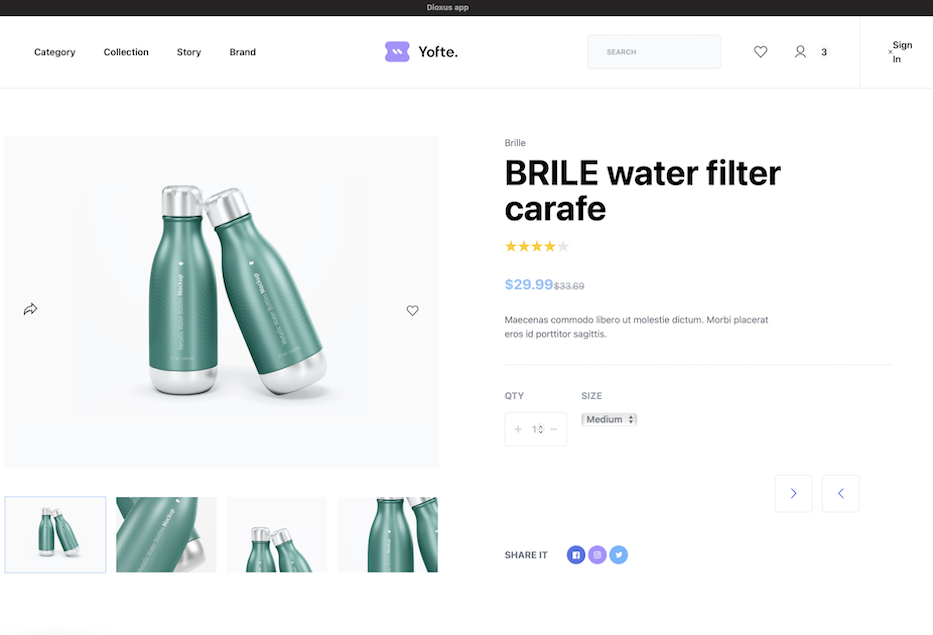 Dioxus app
Category
Collection
Story
Brand
Yofte.
SEARCH
3
Sign
In
Brille
BRILE water filter
carafe
$29.99$33.69
Maecenas commodo libero ut molestie dictum. Morbi placerat
eros id porttitor sagittis.
QTY
SIZE
1
Medium
SHARE IT